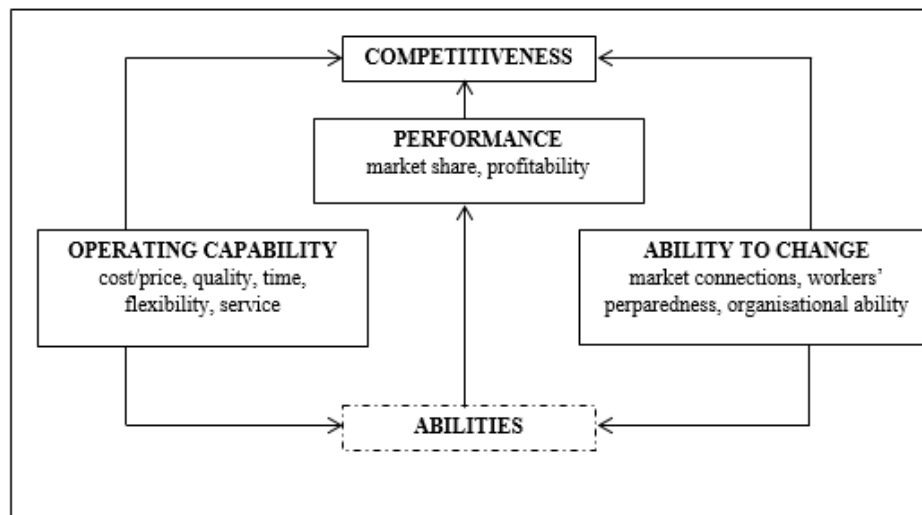 COMPETITIVENESS
PERFORMANCE
market share, profitability
OPERATING CAPABILITY
cost/price, quality, time,
flexibility, service
ABILITY TO CHANGE
market connections, workers’
perparedness, organisational ability
ABILITIES